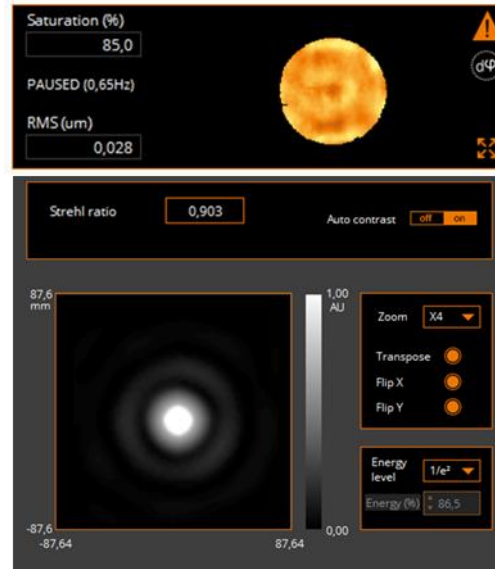 Saturation (%)
85,0
PAUSED (0,65Hz)
RMS (um)
0,028
dφ
Strehl ratio
0,903
Auto contrast
off on
87,6
mm
-87,6
-87,64
87,64
1,00
AU
0,00
Zoom
X4
Transpose
Flip X
Flip Y
Energy
level
1/e²
Energy (%)
86,5